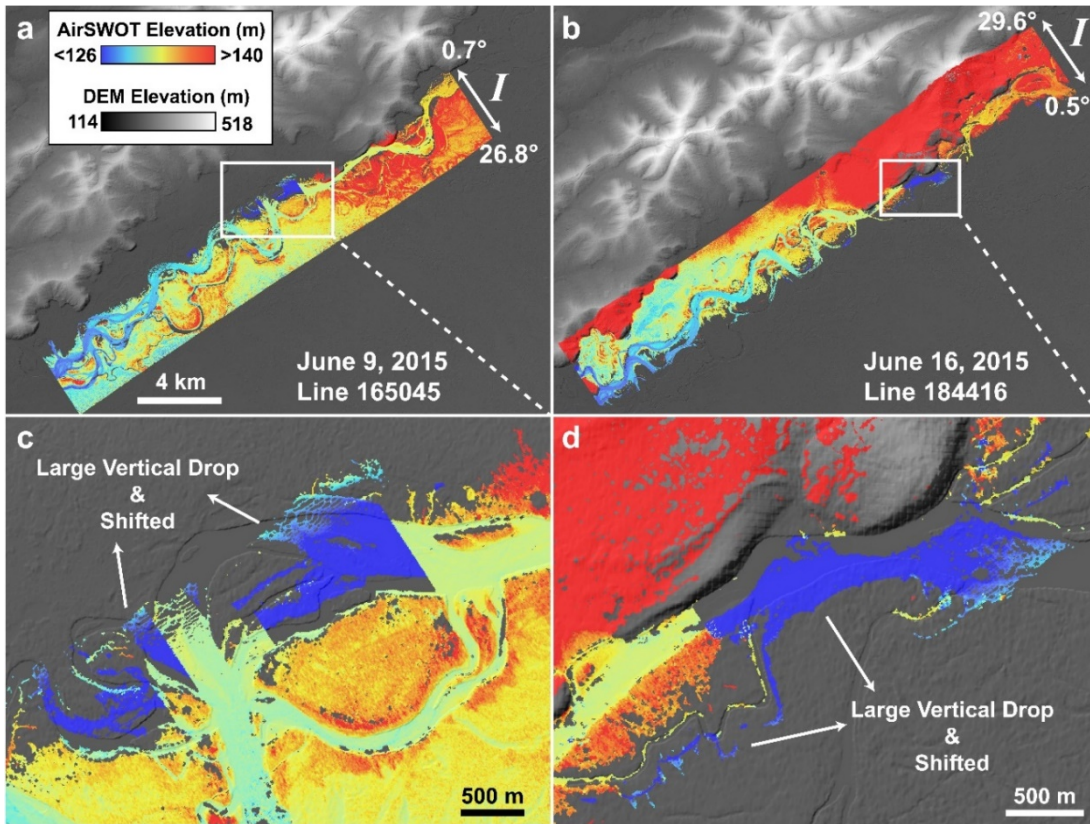 a
AirSWOT Elevation (m)
<126
>140
DEM Elevation (m)
114
518
0.7°
I
26.8°
June 9, 2015
Line 165045
4 km
b
29.6°
I
0.5°
June 16, 2015
Line 184416
c
Large Vertical Drop
&
Shifted
500 m
d
Large Vertical Drop
&
Shifted
500 m